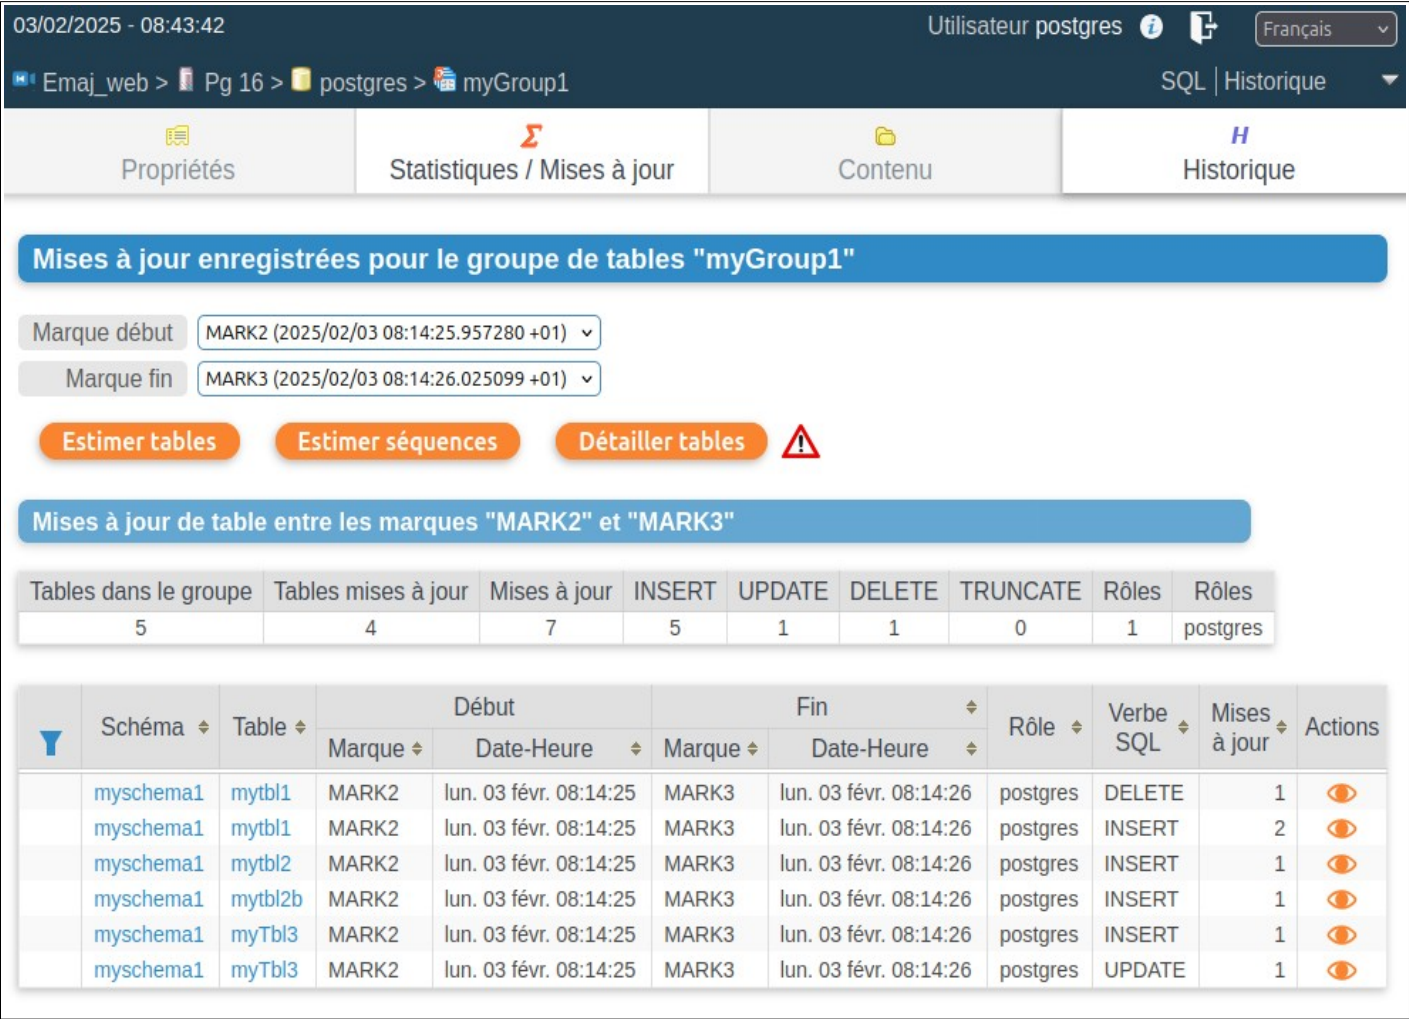 03/02/2025 - 08:43:42 Utilisateur postgres Français
Emaj_web > Pg 16 > postgres > myGroup1 SQL | Historique
Propriétés Statistiques / Mises à jour Contenu Historique
Mises à jour enregistrées pour le groupe de tables "myGroup1"
Marque début MARK2 (2025/02/03 08:14:25.957280 +01)
Marque fin MARK3 (2025/02/03 08:14:26.025099 +01)
Estimer tables Estimer séquences Détailler tables
Mises à jour de table entre les marques "MARK2" et "MARK3"
Tables dans le groupe Tables mises à jour Mises à jour INSERT UPDATE DELETE TRUNCATE Rôles Rôles
5 4 7 5 1 1 0 1 postgres
Schéma Table Début Fin Rôle Verbe SQL Mises à jour Actions
Marque Date-Heure Marque Date-Heure
myschema1 mytbl1 MARK2 lun. 03 févr. 08:14:25 MARK3 lun. 03 févr. 08:14:26 postgres DELETE 1
myschema1 mytbl1 MARK2 lun. 03 févr. 08:14:25 MARK3 lun. 03 févr. 08:14:26 postgres INSERT 2
myschema1 mytbl2 MARK2 lun. 03 févr. 08:14:25 MARK3 lun. 03 févr. 08:14:26 postgres INSERT 1
myschema1 mytbl2b MARK2 lun. 03 févr. 08:14:25 MARK3 lun. 03 févr. 08:14:26 postgres INSERT 1
myschema1 myTbl3 MARK2 lun. 03 févr. 08:14:25 MARK3 lun. 03 févr. 08:14:26 postgres INSERT 1
myschema1 myTbl3 MARK2 lun. 03 févr. 08:14:25 MARK3 lun. 03 févr. 08:14:26 postgres UPDATE 1